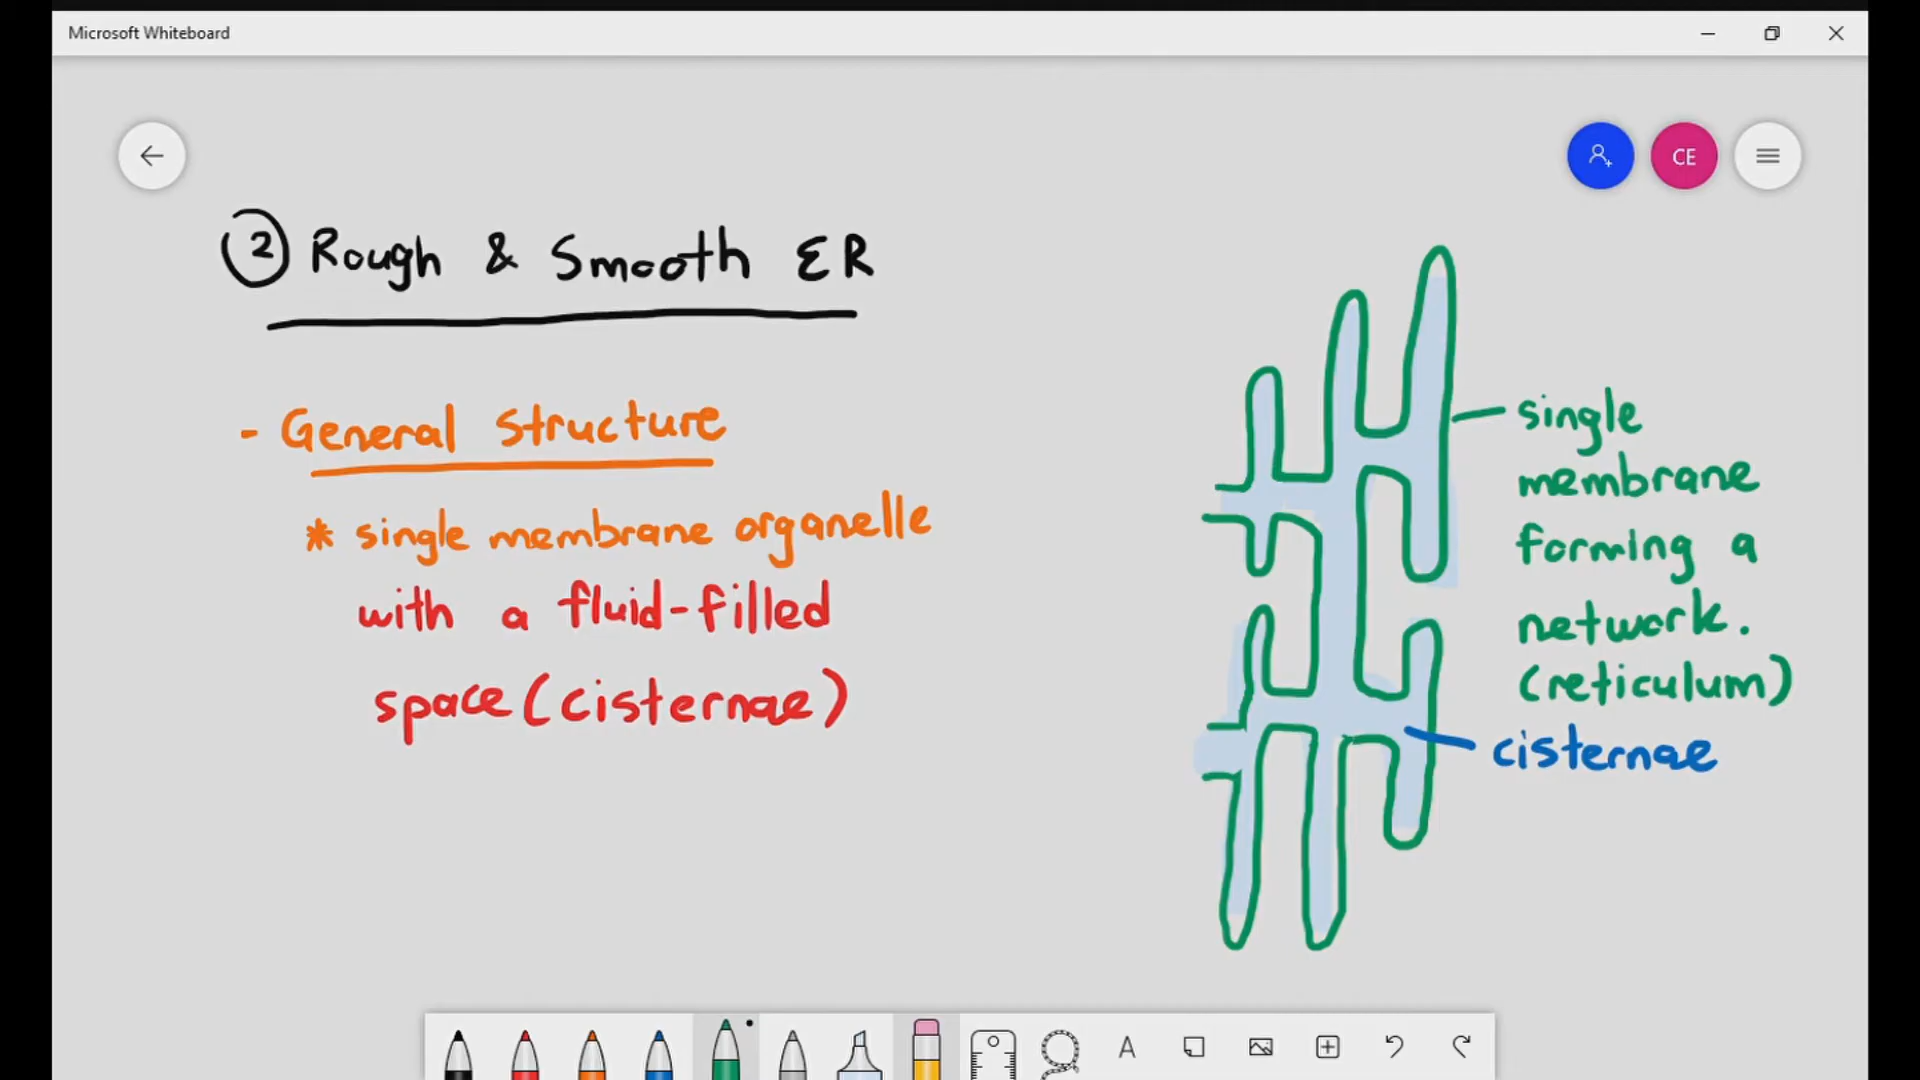 Microsoft Whiteboard
CE
2 Rough & Smooth ER
- General structure
* single membrane organelle
with a fluid-filled
space (cisternae)
single
membrane
forming a
network.
(reticulum)
cisternae
A